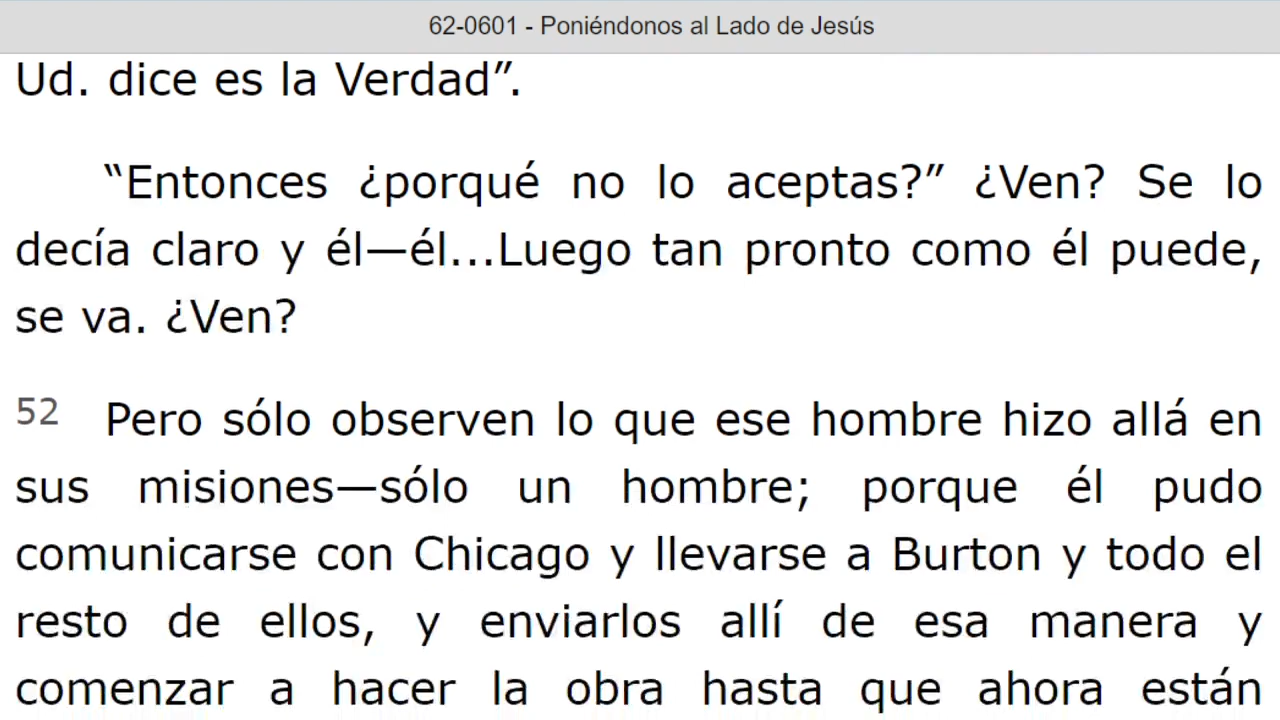 62-0601 - Poniéndonos al Lado de Jesús
Ud. dice es la Verdad”.
“Entonces ¿porqué no lo aceptas?” ¿Ven? Se lo
decía claro y él—él...Luego tan pronto como él puede,
se va. ¿Ven?
52 Pero sólo observen lo que ese hombre hizo allá en
sus misiones—sólo un hombre; porque él pudo
comunicarse con Chicago y llevarse a Burton y todo el
resto de ellos, y enviarlos allí de esa manera y
comenzar a hacer la obra hasta que ahora están